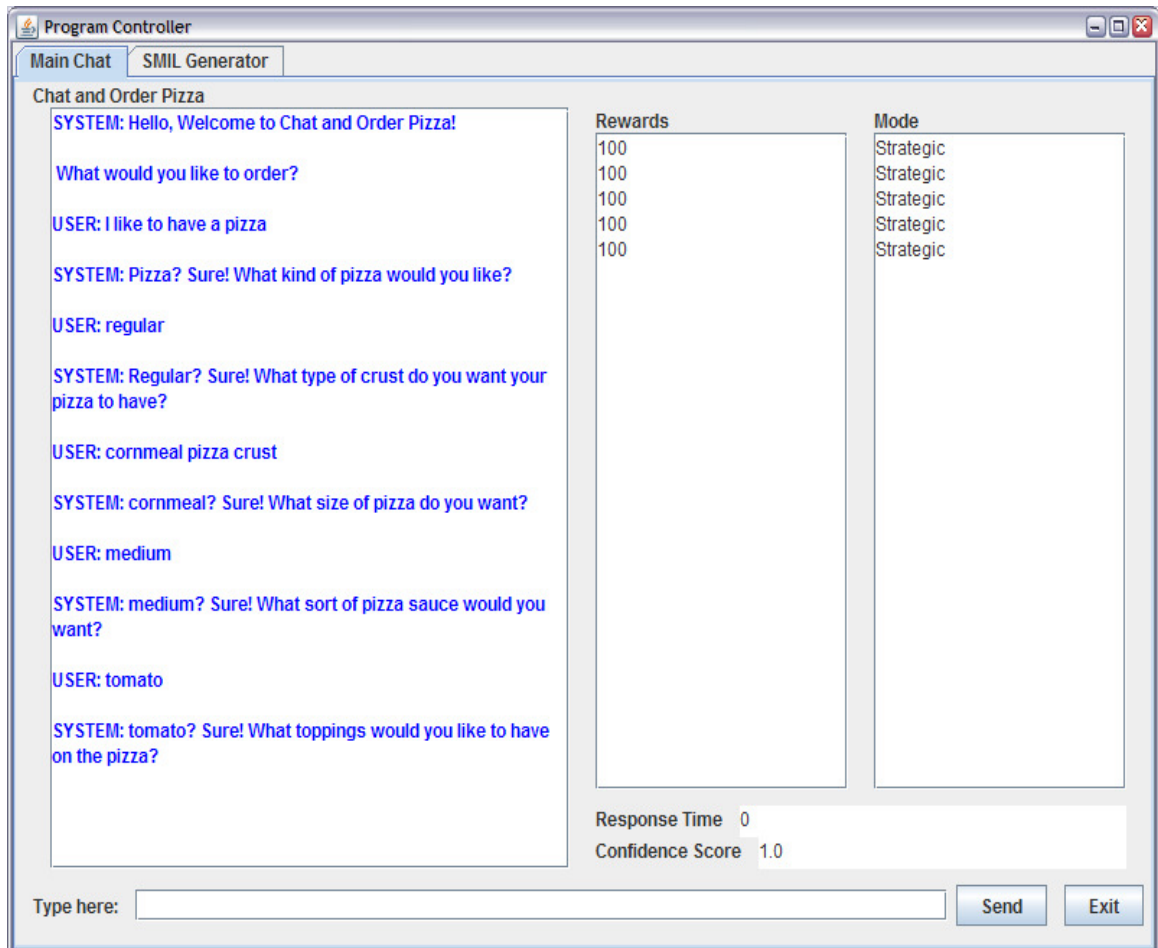 Program Controller
Main Chat
SMIL Generator
Chat and Order Pizza
SYSTEM: Hello, Welcome to Chat and Order Pizza!
What would you like to order?
USER: I like to have a pizza
SYSTEM: Pizza? Sure! What kind of pizza would you like?
USER: regular
SYSTEM: Regular? Sure! What type of crust do you want your
pizza to have?
USER: cornmeal pizza crust
SYSTEM: cornmeal? Sure! What size of pizza do you want?
USER: medium
SYSTEM: medium? Sure! What sort of pizza sauce would you
want?
USER: tomato
SYSTEM: tomato? Sure! What toppings would you like to have
on the pizza?
Rewards
100
100
100
100
100
Mode
Strategic
Strategic
Strategic
Strategic
Strategic
Response Time 0
Confidence Score 1.0
Type here:
Send
Exit